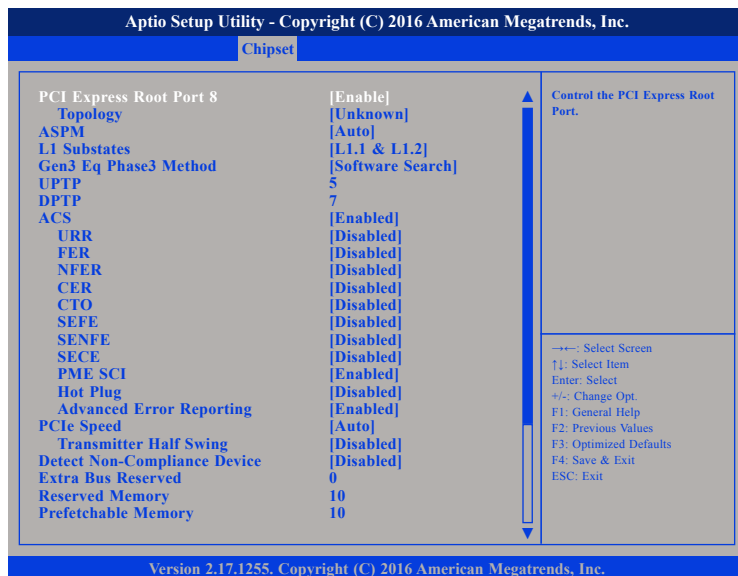 Aptio Setup Utility - Copyright (C) 2016 American Megatrends, Inc.
Chipset
PCI Express Root Port 8 [Enable]
Topology [Unknown]
ASPM [Auto]
L1 Substates [L1.1 & L1.2]
Gen3 Eq Phase3 Method [Software Search]
UPTP 5
DPTP 7
ACS [Enabled]
URR [Disabled]
FER [Disabled]
NFER [Disabled]
CER [Disabled]
CTO [Disabled]
SEFE [Disabled]
SENFE [Disabled]
SECE [Disabled]
PME SCI [Enabled]
Hot Plug [Disabled]
Advanced Error Reporting [Enabled]
PCIe Speed [Auto]
Transmitter Half Swing [Disabled]
Detect Non-Compliance Device [Disabled]
Extra Bus Reserved 0
Reserved Memory 10
Prefetchable Memory 10
Control the PCI Express Root
Port.
→←: Select Screen
↑↓: Select Item
Enter: Select
+/-: Change Opt.
F1: General Help
F2: Previous Values
F3: Optimized Defaults
F4: Save & Exit
ESC: Exit
Version 2.17.1255. Copyright (C) 2016 American Megatrends, Inc.